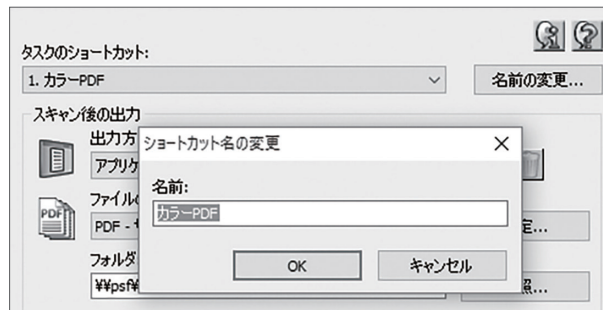 タスクのショートカット:
1. カラーPDF
名前の変更...
スキャン後の出力
出力方
アプリケ
ショートカット名の変更
名前:
カラーPDF
OK
キャンセル
ファイル
PDF
PDF -
定...
フォルダ
¥¥psf¥
照...